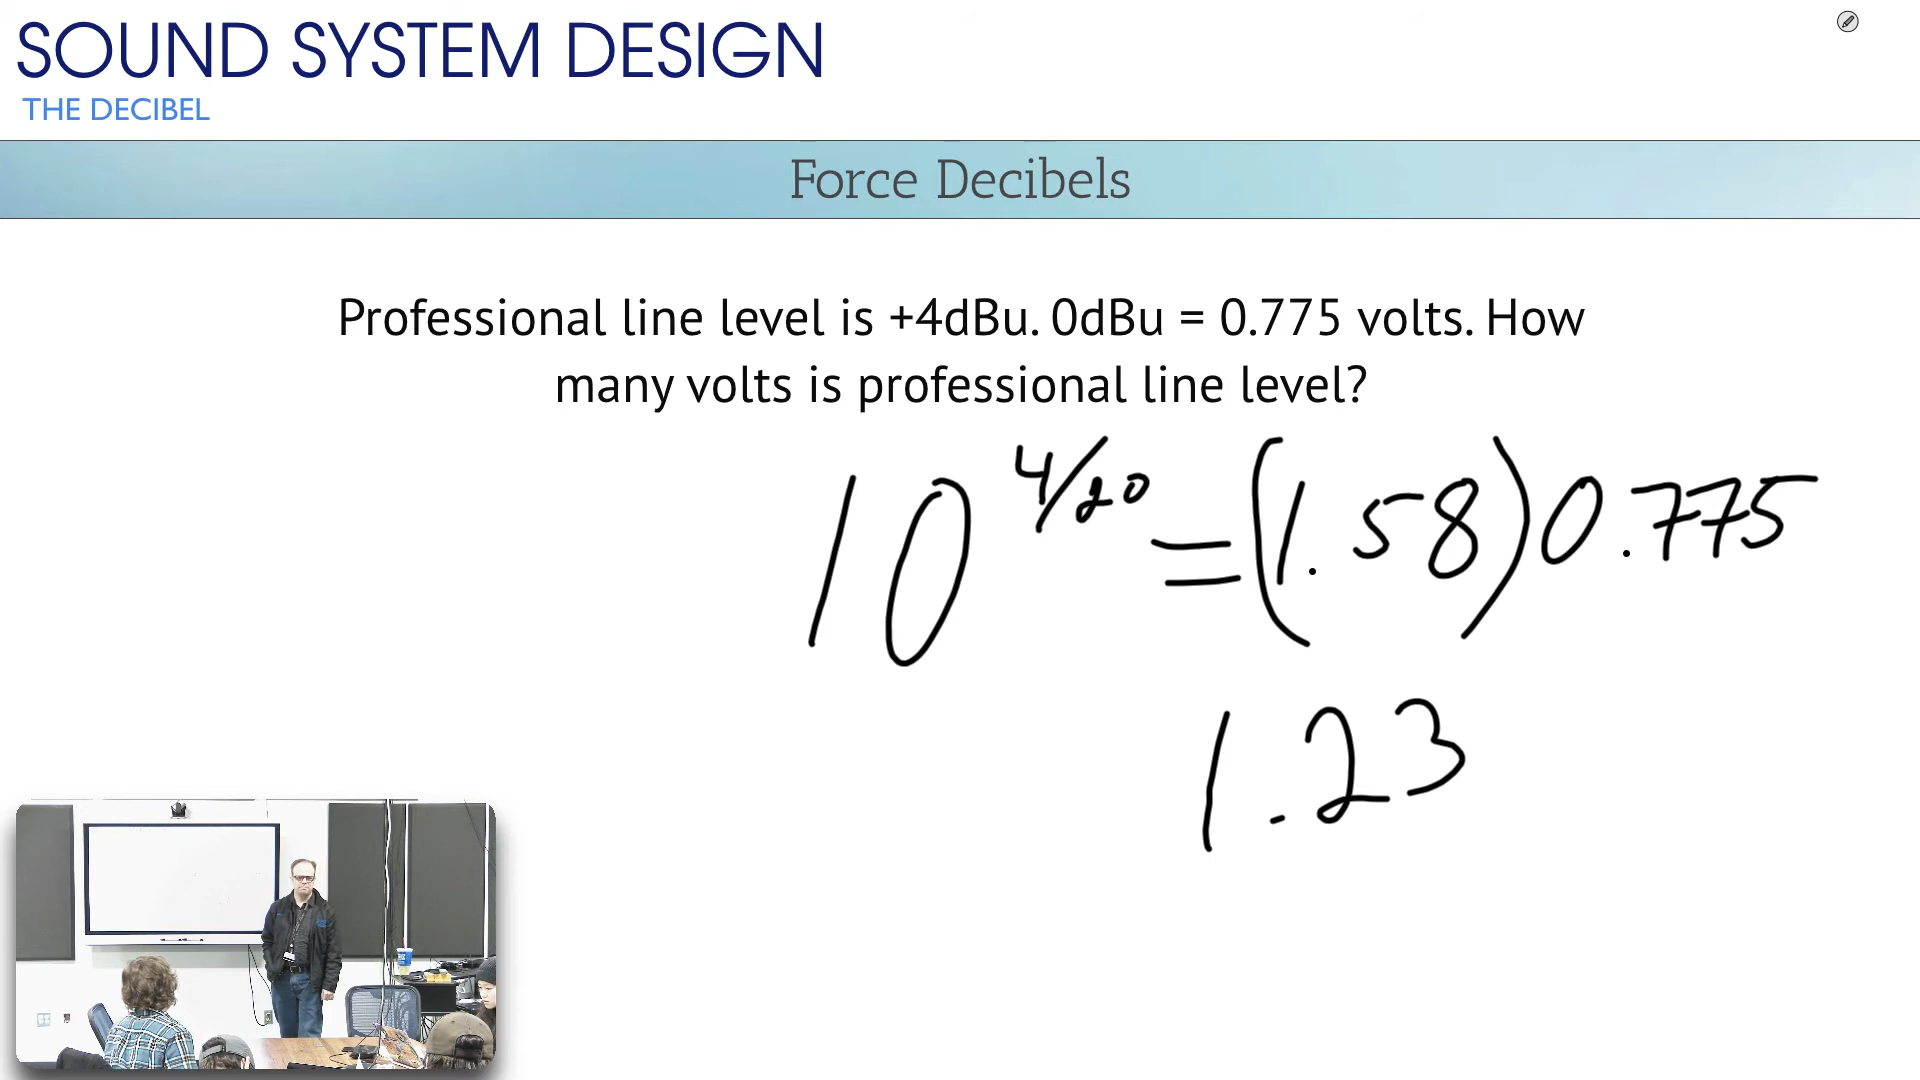 SOUND SYSTEM DESIGN
THE DECIBEL
Force Decibels
Professional line level is +4dBu. 0dBu = 0.775 volts. How
many volts is professional line level?
10^4/20 = (1.58) 0.775
1.23